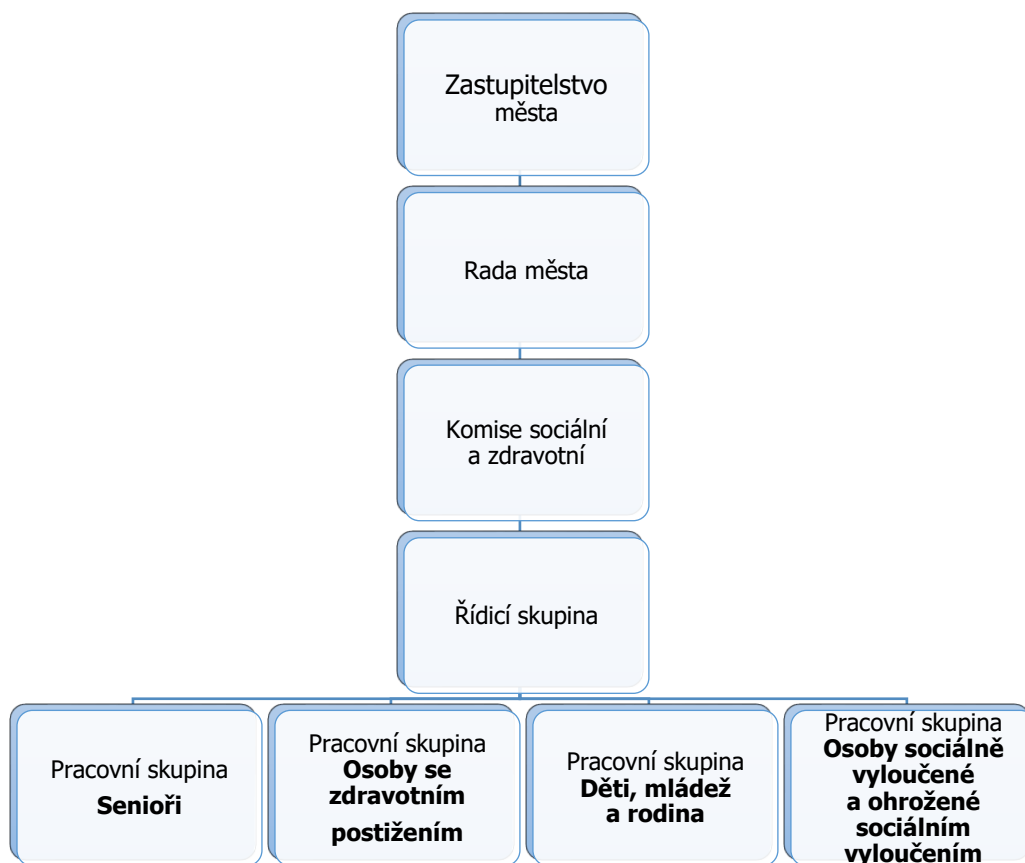 Zastupitelstvo
města
Rada města
Komise sociální
a zdravotní
Řídicí skupina
Pracovní skupina
Senioři
Pracovní skupina
Osoby se
zdravotním
postižením
Pracovní skupina
Děti, mládež
a rodina
Pracovní skupina
Osoby sociálně
vyloučené
a ohrožené
sociálním
vyloučením